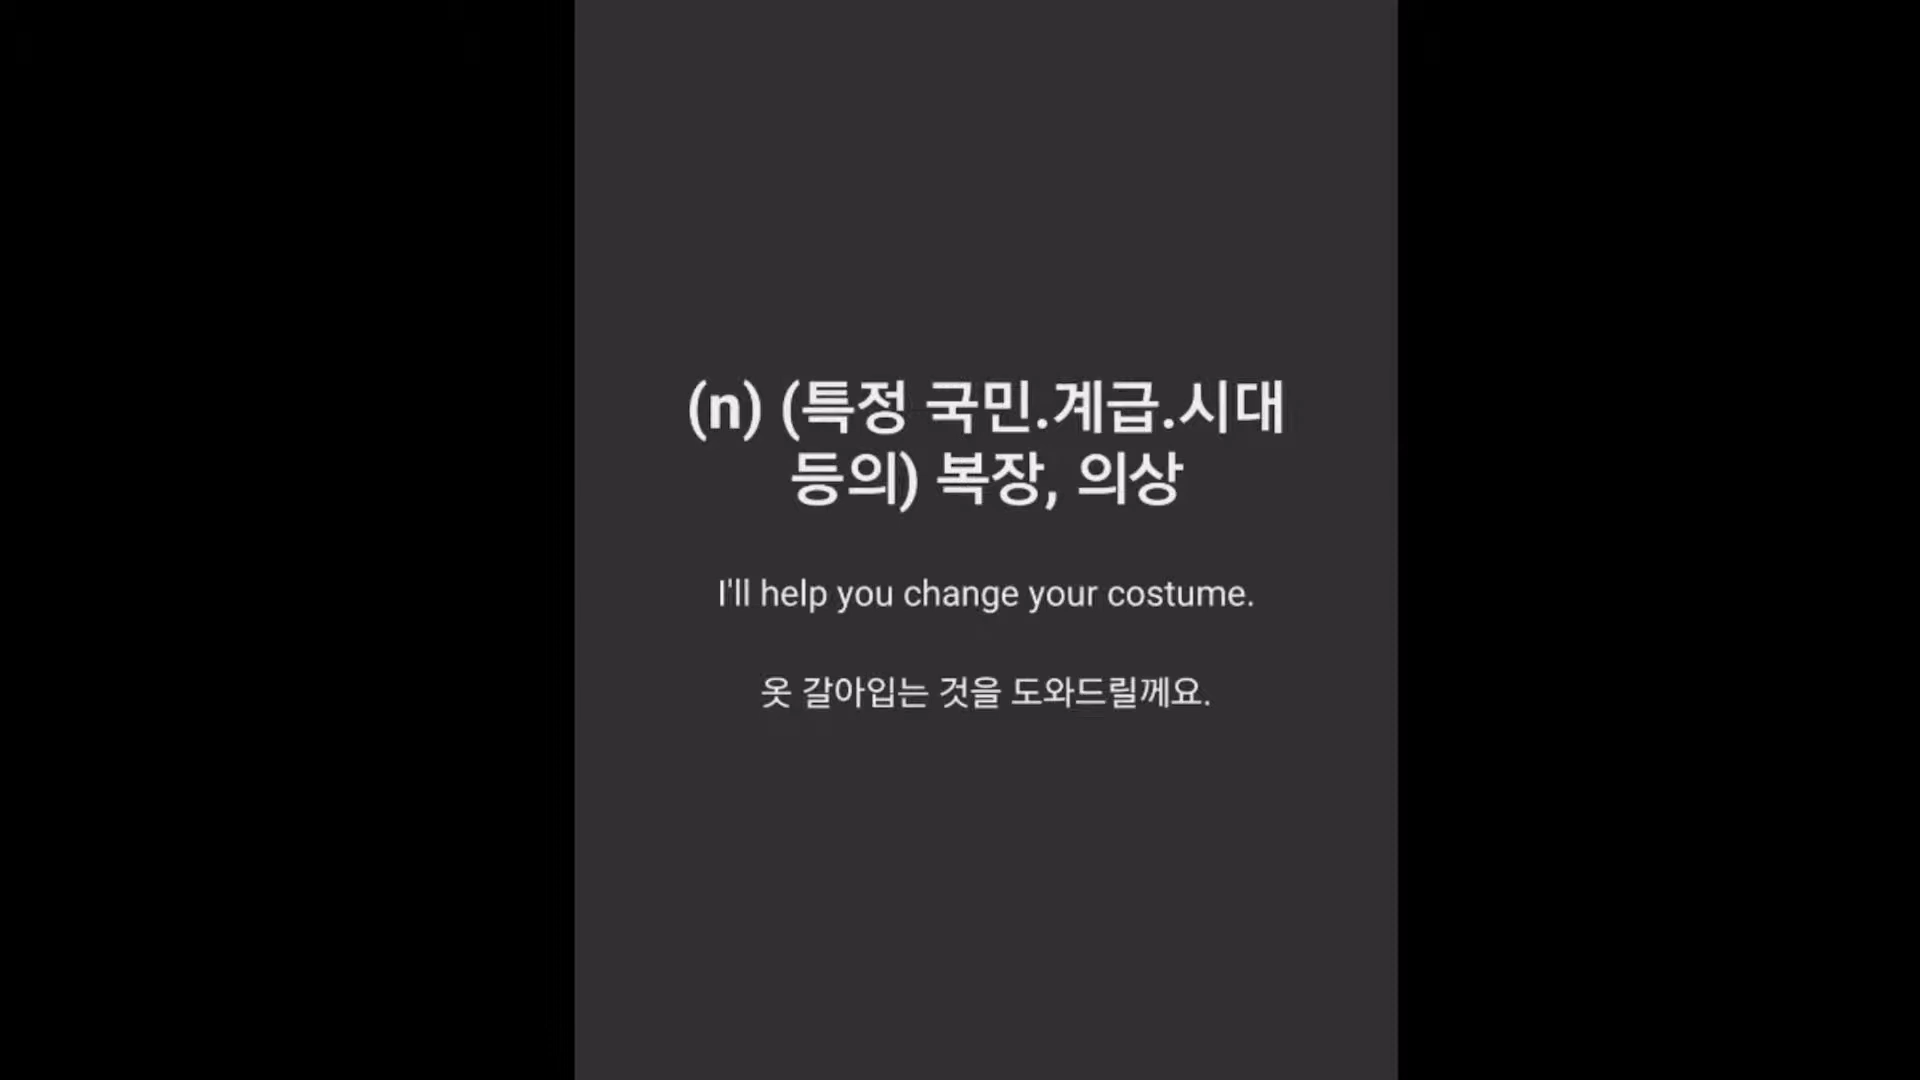 (n) (특정 국민.계급.시대
등의) 복장, 의상
I'll help you change your costume.
옷 갈아입는 것을 도와드릴께요.